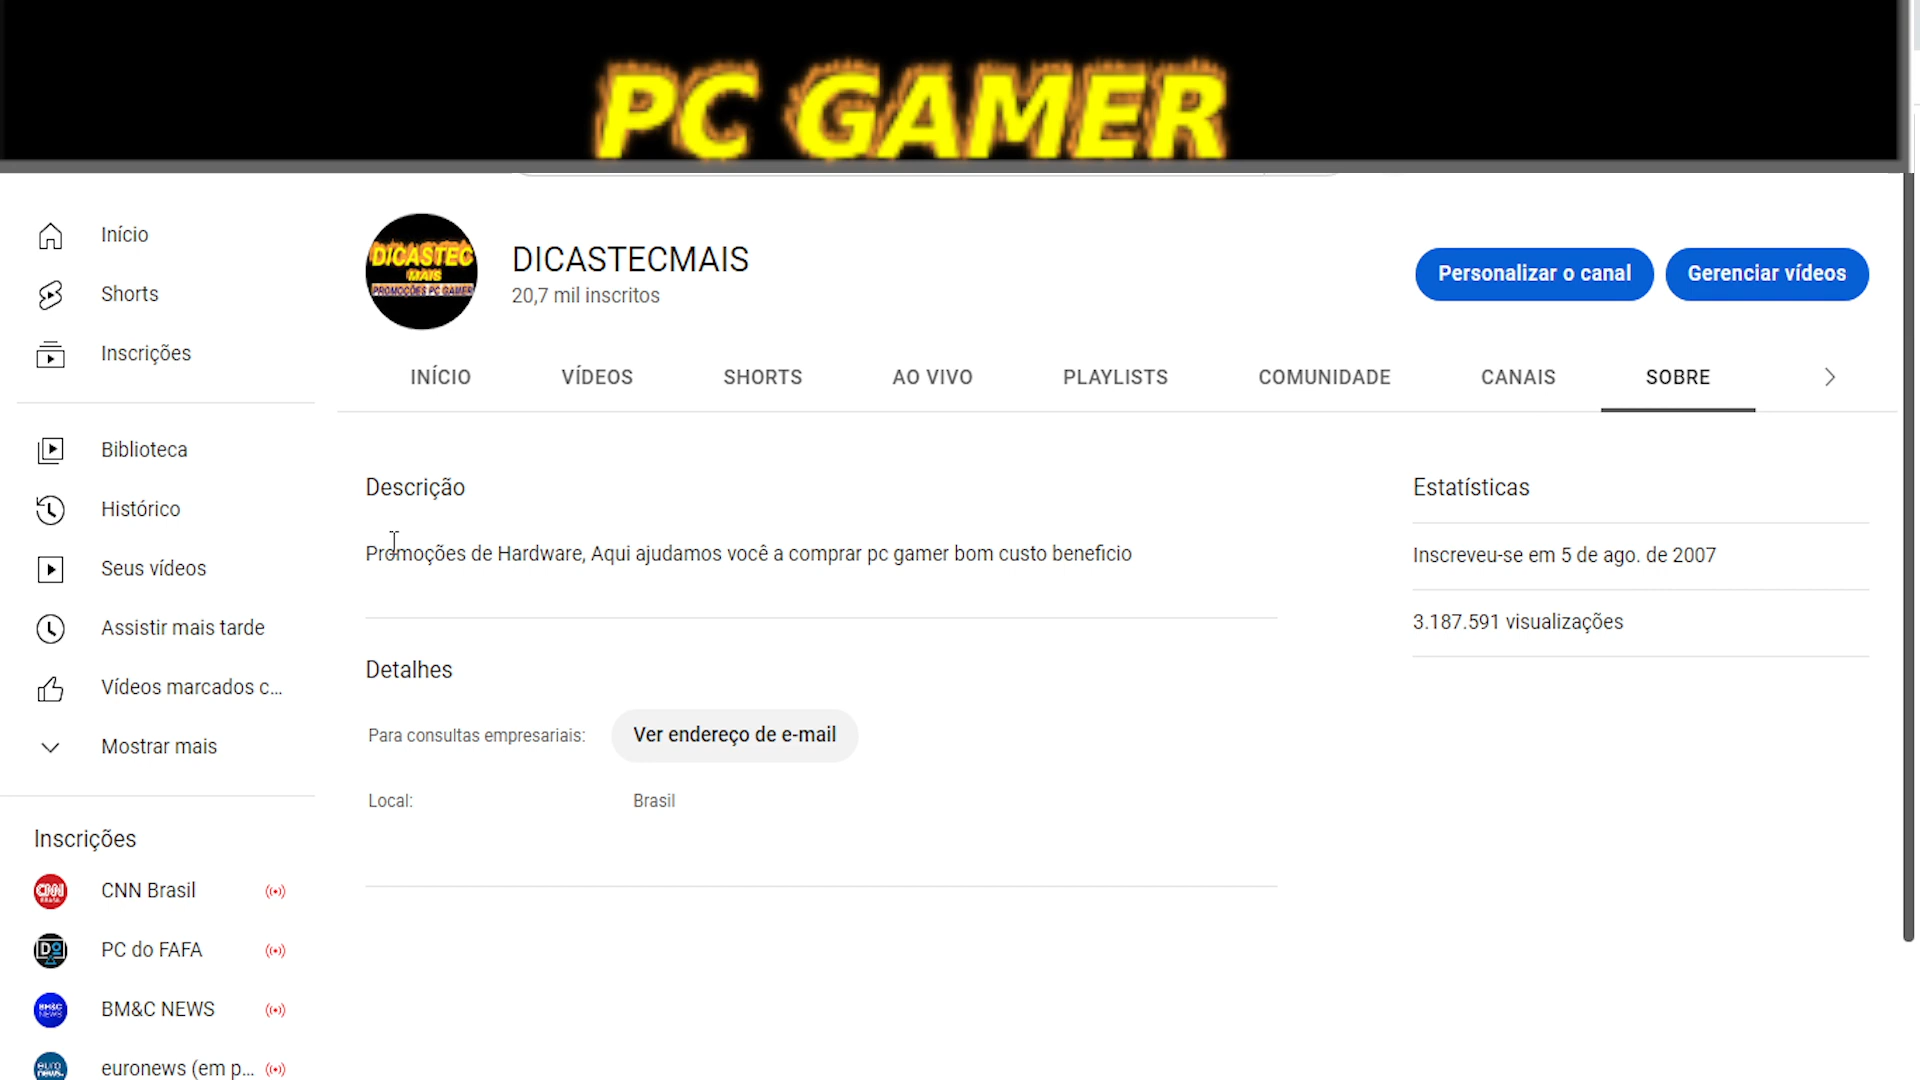 PC GAMER
Início
Shorts
Inscrições
Biblioteca
Histórico
Seus vídeos
Assistir mais tarde
Vídeos marcados c...
Mostrar mais
Inscrições
CNN Brasil
PC do FAFA
BM&C NEWS
euronews (em p...
DICASTEC
MAIS
PROMOÇÕES PC GAMER
DICASTECMAIS
20,7 mil inscritos
Personalizar o canal
Gerenciar vídeos
INÍCIO VÍDEOS SHORTS AO VIVO PLAYLISTS COMUNIDADE CANAIS SOBRE
Descrição
Promoções de Hardware, Aqui ajudamos você a comprar pc gamer bom custo beneficio
Detalhes
Para consultas empresariais: Ver endereço de e-mail
Local: Brasil
Estatísticas
Inscreveu-se em 5 de ago. de 2007
3.187.591 visualizações